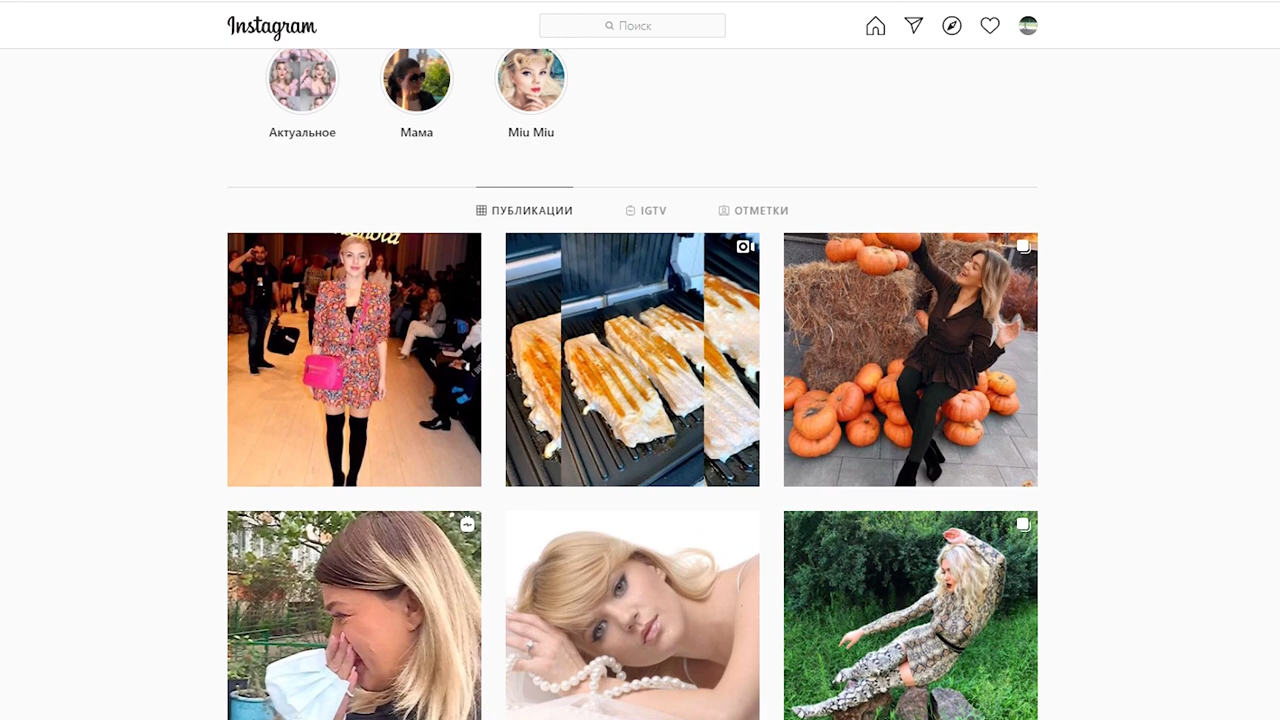 Instagram
Поиск
Актуальное
Мама
Miu Miu
ПУБЛИКАЦИИ
IGTV
ОТМЕТКИ